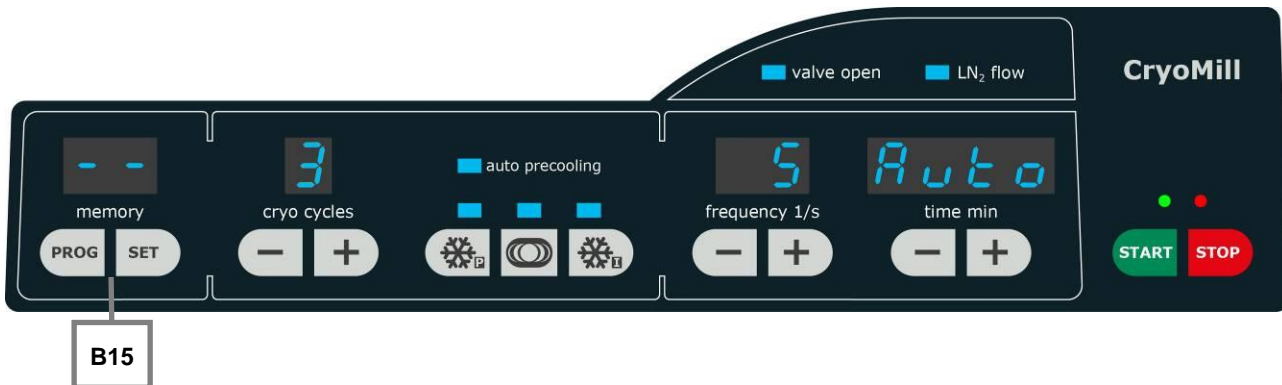 valve open LN₂ flow CryoMill
-- 3 auto precooling 5 Auto
memory cryo cycles frequency 1/s time min
PROG SET − + P I − + − + START STOP
B15